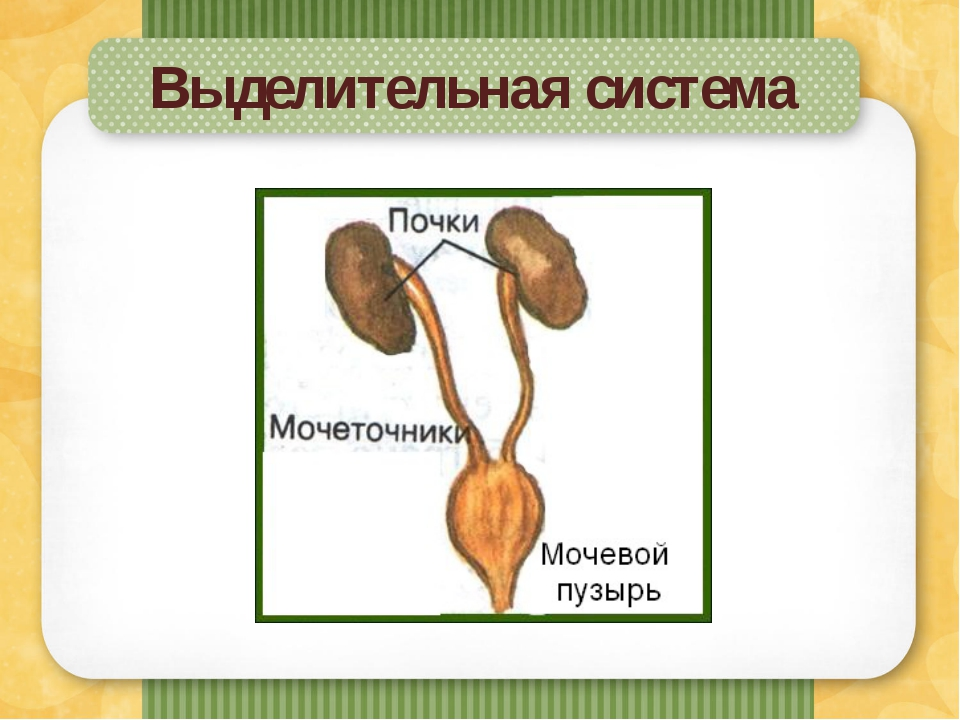 Выделительная система
Почки
Мочеточники
Мочевой
пузырь